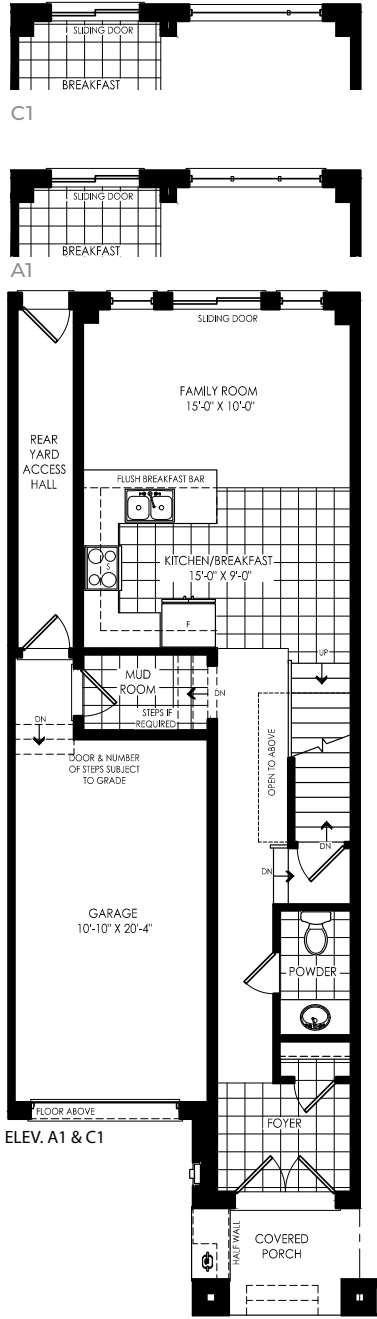 SLIDING DOOR
BREAKFAST
C1
SLIDING DOOR
BREAKFAST
A1
SLIDING DOOR
FAMILY ROOM
15'-0" X 10'-0"
REAR
YARD
ACCESS
HALL
FLUSH BREAKFAST BAR
KITCHEN/BREAKFAST
15'-0" X 9'-0"
S
F
UP
MUD
ROOM
DN
STEPS IF
REQUIRED
DN
OPEN TO ABOVE
DOOR & NUMBER
OF STEPS SUBJECT
TO GRADE
DN
DN
GARAGE
10'-10" X 20'-4"
POWDER
FLOOR ABOVE
FOYER
ELEV. A1 & C1
HALF WALL
COVERED
PORCH